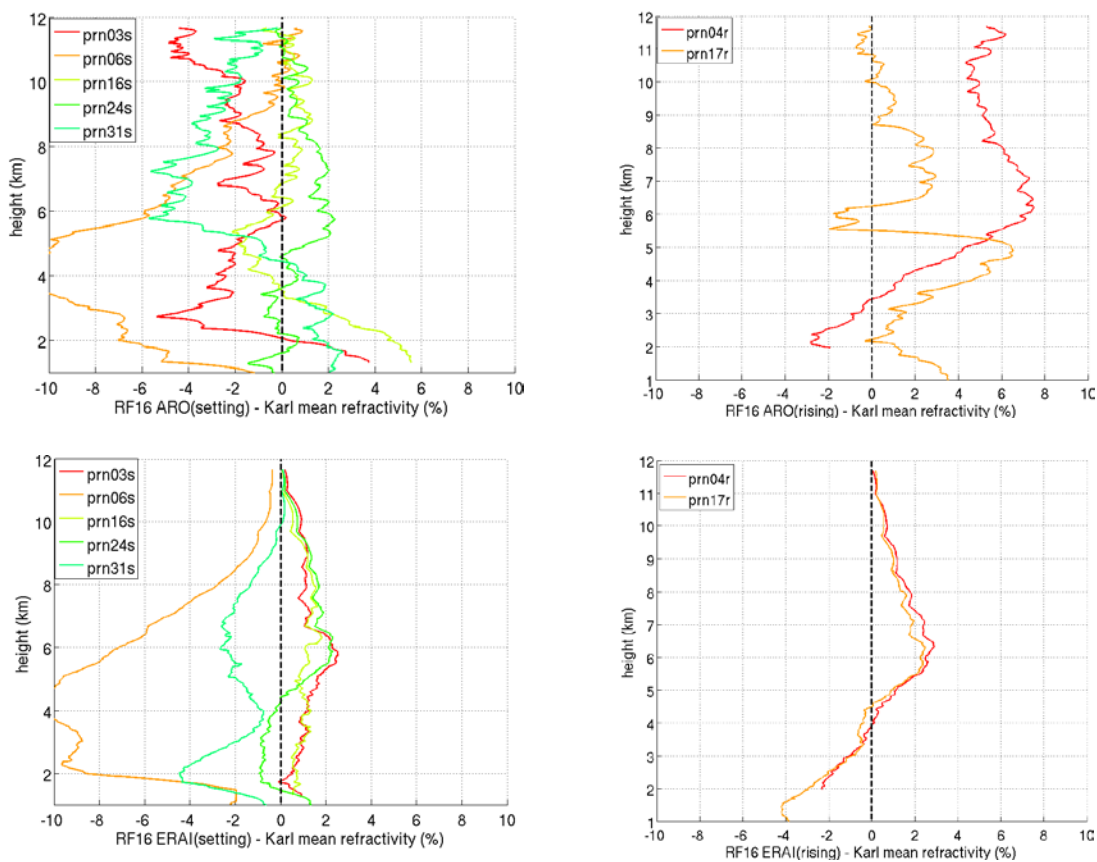 12
10
8
6
4
2
height (km)
prn03s
prn06s
prn16s
prn24s
prn31s
-10 -8 -6 -4 -2 0 2 4 6 8 10
RF16 ARO(setting) - Karl mean refractivity (%)
12
11
10
9
8
7
6
5
4
3
2
1
height (km)
prn04r
prn17r
-10 -8 -6 -4 -2 0 2 4 6 8 10
RF16 ARO(rising) - Karl mean refractivity (%)
12
10
8
6
4
2
height (km)
prn03s
prn06s
prn16s
prn24s
prn31s
-10 -8 -6 -4 -2 0 2 4 6 8 10
RF16 ERAI(setting) - Karl mean refractivity (%)
12
11
10
9
8
7
6
5
4
3
2
1
height (km)
prn04r
prn17r
-10 -8 -6 -4 -2 0 2 4 6 8 10
RF16 ERAI(rising) - Karl mean refractivity (%)